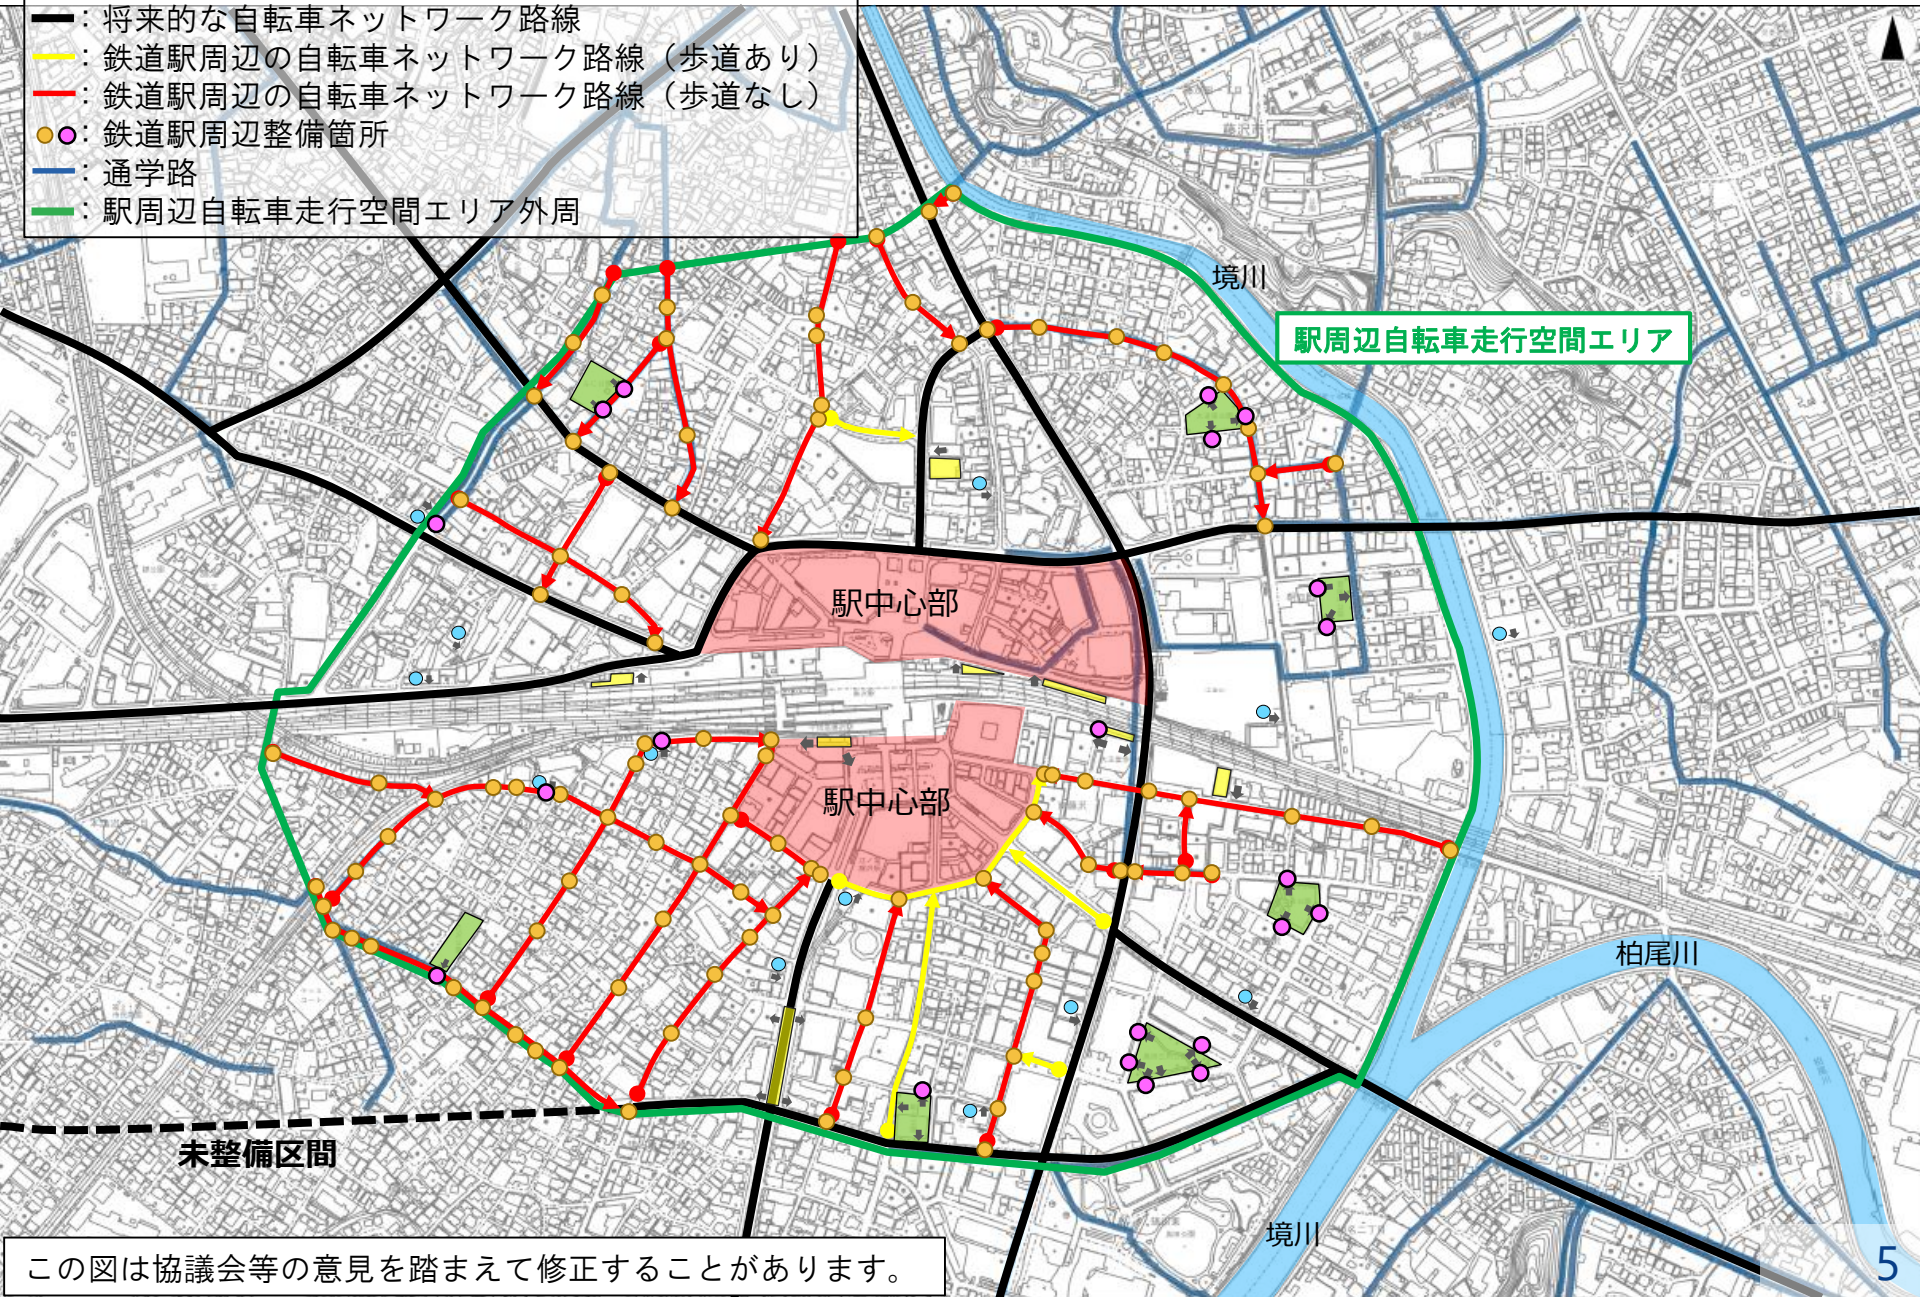 ：将来的な自転車ネットワーク路線
：鉄道駅周辺の自転車ネットワーク路線（歩道あり）
：鉄道駅周辺の自転車ネットワーク路線（歩道なし）
：鉄道駅周辺整備箇所
：通学路
：駅周辺自転車走行空間エリア外周
境川
駅周辺自転車走行空間エリア
駅中心部
駅中心部
柏尾川
未整備区間
境川
この図は協議会等の意見を踏まえて修正することがあります。
5